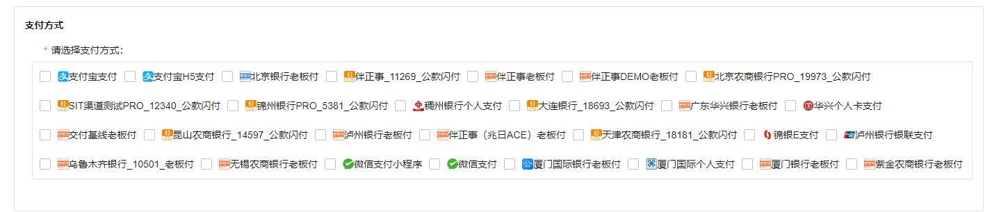 支付方式
* 请选择支付方式:
支付宝支付 支付宝H5支付 北京银行老板付 伴正事_11269_公款闪付 伴正事老板付 伴正事DEMO老板付 北京农商银行PRO_19973_公款闪付
SIT渠道测试PRO_12340_公款闪付 锦州银行PRO_5381_公款闪付 稠州银行个人支付 大连银行_18693_公款闪付 广东华兴银行老板付 华兴个人卡支付
交付基线老板付 昆山农商银行_14597_公款闪付 泸州银行老板付 伴正事（兆日ACE）老板付 天津农商银行_18181_公款闪付 锦银E支付 泸州银行银联支付
乌鲁木齐银行_10501_老板付 无锡农商银行老板付 微信支付小程序 微信支付 厦门国际银行老板付 厦门国际个人支付 厦门银行老板付 紫金农商银行老板付